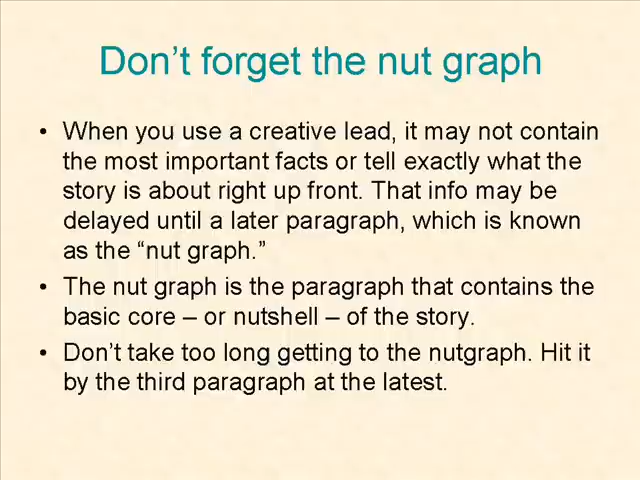 Don’t forget the nut graph
• When you use a creative lead, it may not contain
the most important facts or tell exactly what the
story is about right up front. That info may be
delayed until a later paragraph, which is known
as the “nut graph.”
• The nut graph is the paragraph that contains the
basic core – or nutshell – of the story.
• Don’t take too long getting to the nutgraph. Hit it
by the third paragraph at the latest.